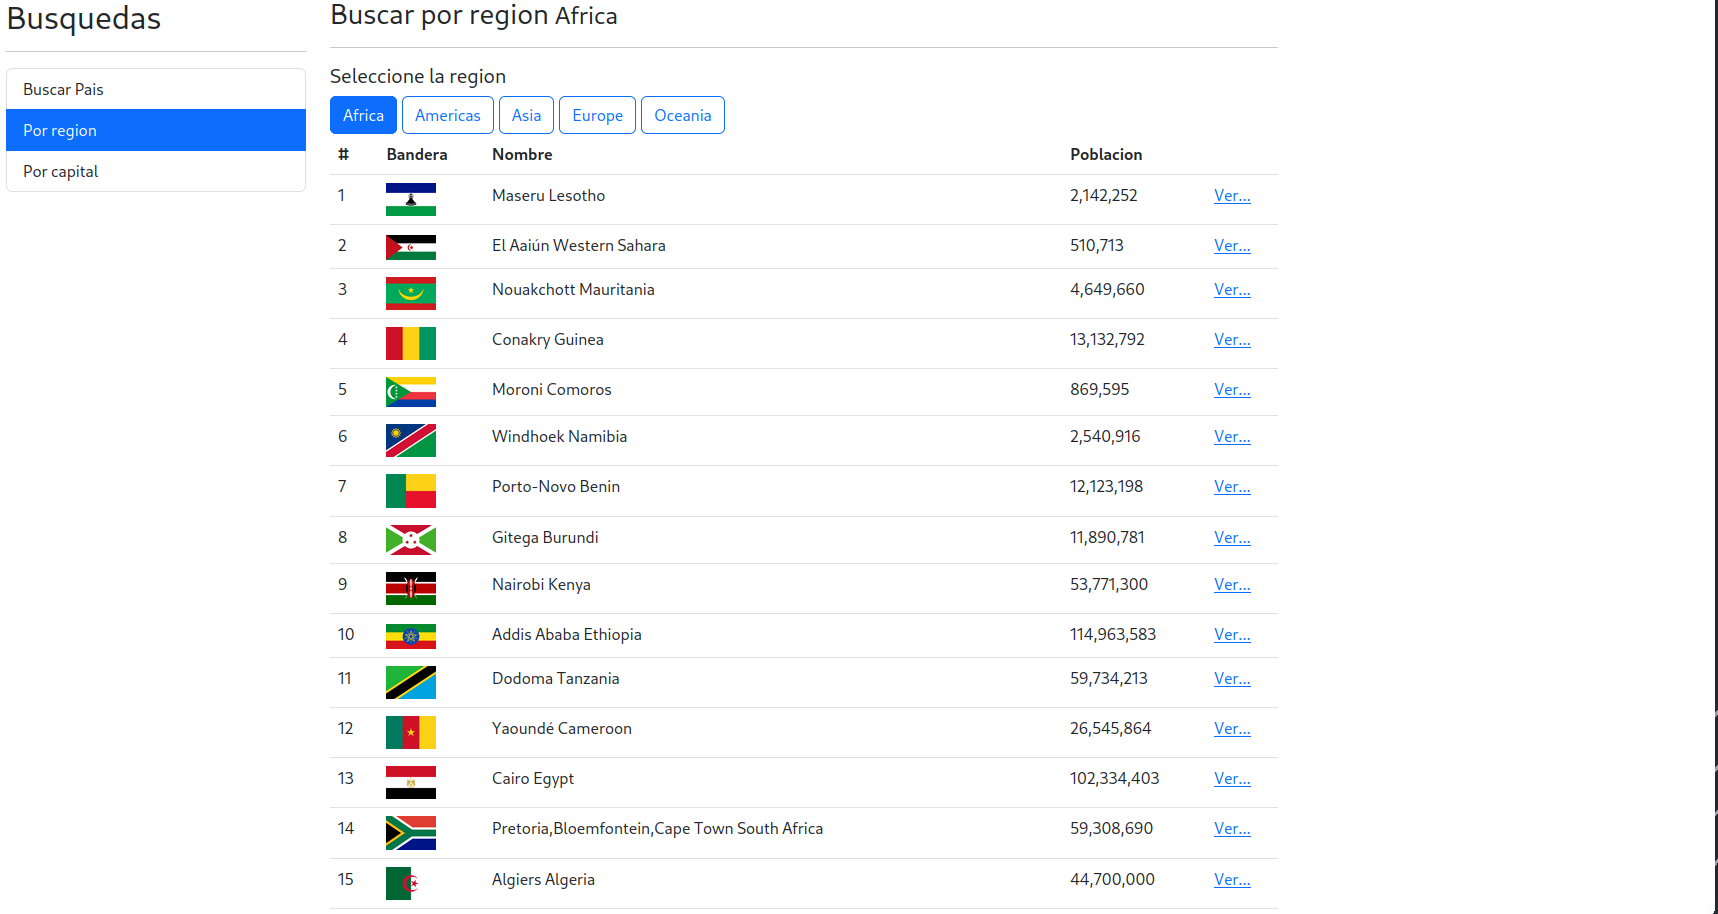 Busquedas
Buscar Pais
Por region
Por capital
Buscar por region Africa
Seleccione la region
Africa Americas Asia Europe Oceania
# Bandera Nombre Poblacion
1 Maseru Lesotho 2,142,252 Ver...
2 El Aaiún Western Sahara 510,713 Ver...
3 Nouakchott Mauritania 4,649,660 Ver...
4 Conakry Guinea 13,132,792 Ver...
5 Moroni Comoros 869,595 Ver...
6 Windhoek Namibia 2,540,916 Ver...
7 Porto-Novo Benin 12,123,198 Ver...
8 Gitega Burundi 11,890,781 Ver...
9 Nairobi Kenya 53,771,300 Ver...
10 Addis Ababa Ethiopia 114,963,583 Ver...
11 Dodoma Tanzania 59,734,213 Ver...
12 Yaoundé Cameroon 26,545,864 Ver...
13 Cairo Egypt 102,334,403 Ver...
14 Pretoria,Bloemfontein,Cape Town South Africa 59,308,690 Ver...
15 Algiers Algeria 44,700,000 Ver...